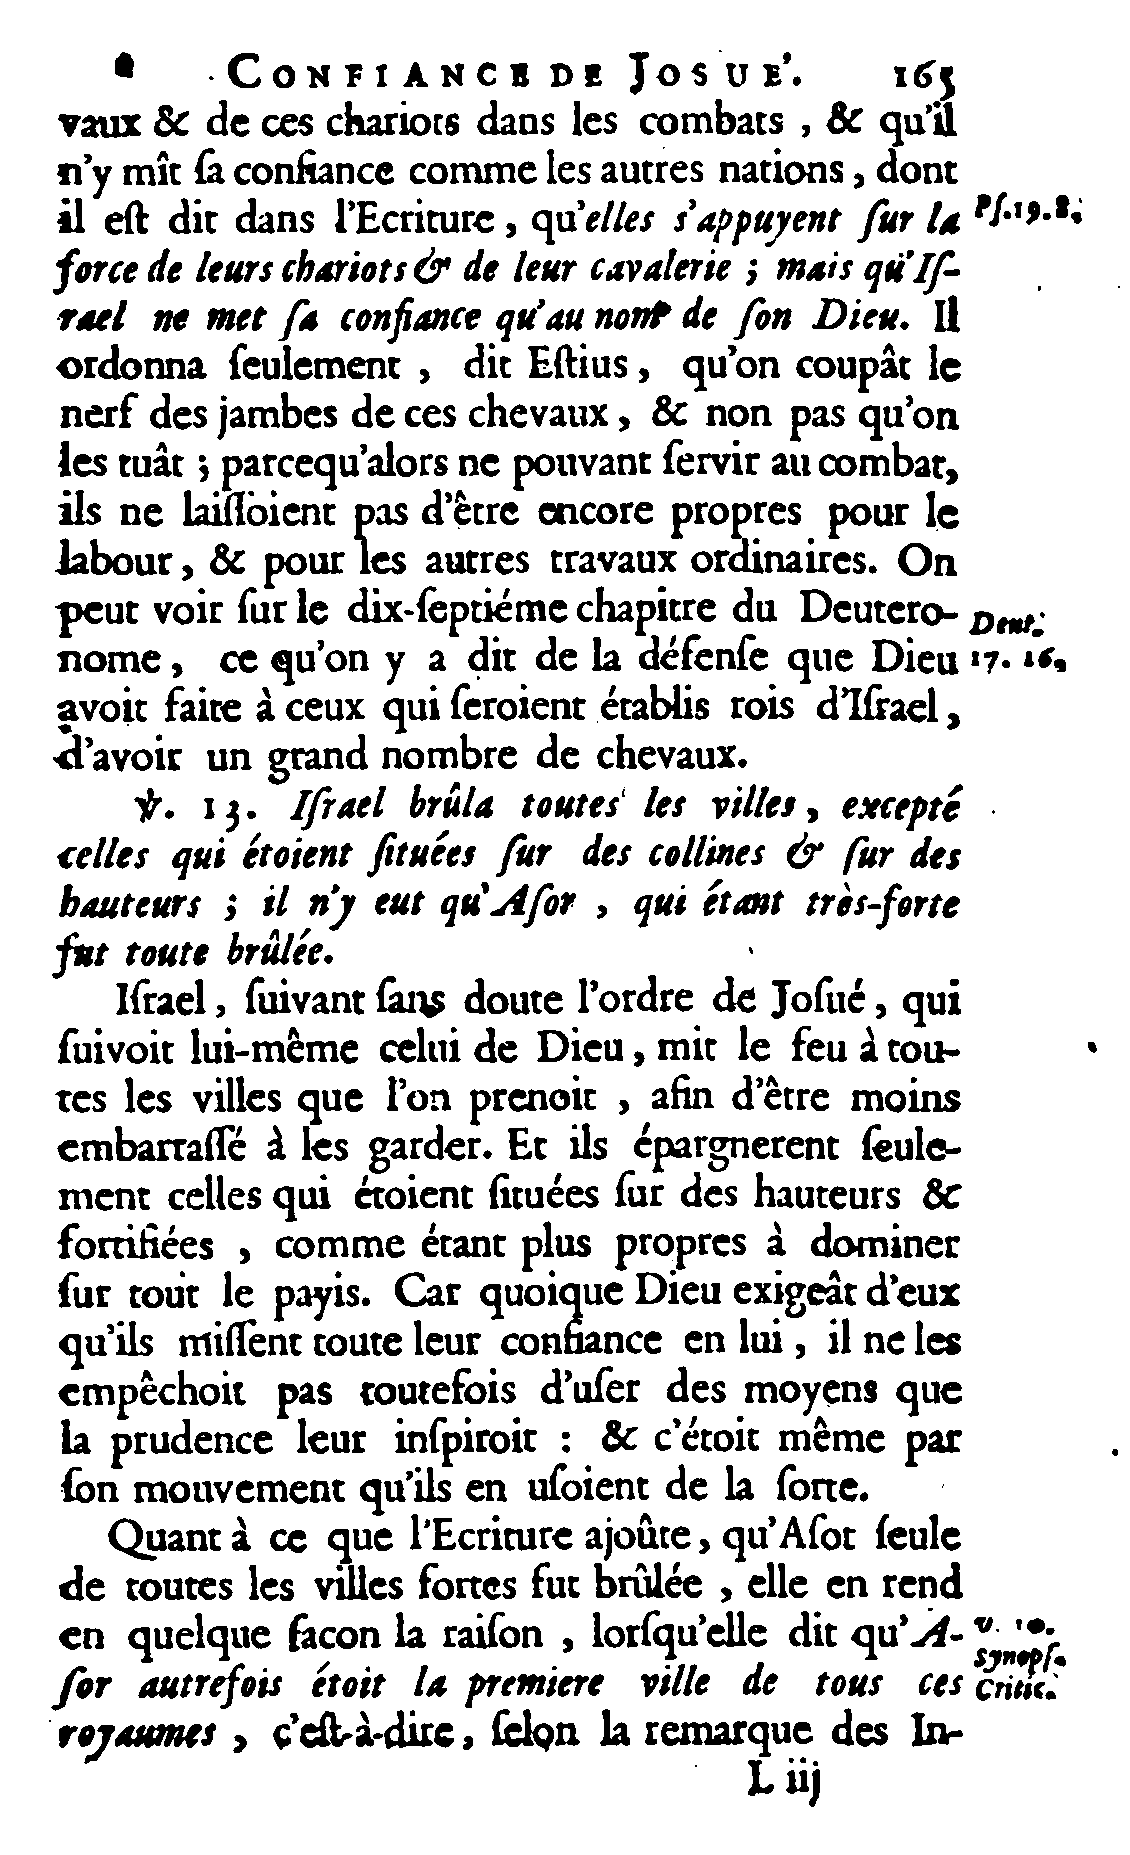 CONFIANCE DE JOSUE'. 165
vaux & de ces chariots dans les combats , & qu'il
n'y mît ſa confiance comme les autres nations , dont
il eſt dit dans l'Ecriture , qu'elles s'appuyent ſur la
Pſ. 19. 8.
force de leurs chariots & de leur cavalerie ; mais qu'Iſ-
rael ne met ſa confiance qu'au nom de ſon Dieu. Il
ordonna ſeulement , dit Eſtius , qu'on coupât le
nerf des jambes de ces chevaux , & non pas qu'on
les tuât ; parcequ'alors ne pouvant ſervir au combat,
ils ne laiſſoient pas d'être encore propres pour le
labour , & pour les autres travaux ordinaires. On
peut voir ſur le dix-ſeptiéme chapitre du Deutero-
Deut.
nome , ce qu'on y a dit de la défenſe que Dieu
17. 16.
avoit faite à ceux qui ſeroient établis rois d'Iſrael ,
d'avoir un grand nombre de chevaux.
℣. 13. Iſrael brûla toutes les villes , excepté
celles qui étoient ſituées ſur des collines & ſur des
hauteurs ; il n'y eut qu'Aſor , qui étant très-forte
fut toute brûlée.
Iſrael , ſuivant ſans doute l'ordre de Joſué , qui
ſuivoit lui-même celui de Dieu , mit le feu à tou-
tes les villes que l'on prenoit , afin d'être moins
embarraſſé à les garder. Et ils épargnerent ſeule-
ment celles qui étoient ſituées ſur des hauteurs &
fortifiées , comme étant plus propres à dominer
ſur tout le payis. Car quoique Dieu exigeât d'eux
qu'ils miſſent toute leur confiance en lui , il ne les
empêchoit pas toutefois d'uſer des moyens que
la prudence leur inſpiroit : & c'étoit même par
ſon mouvement qu'ils en uſoient de la ſorte.
Quant à ce que l'Ecriture ajoûte , qu'Aſor ſeule
de toutes les villes fortes fut brûlée , elle en rend
en quelque facon la raiſon , lorſqu'elle dit qu'A-
v. 10.
Synopſ.
ſor autrefois étoit la premiere ville de tous ces
Critic.
royaumes , c'eſt-à-dire , ſelon la remarque des In-
L iij